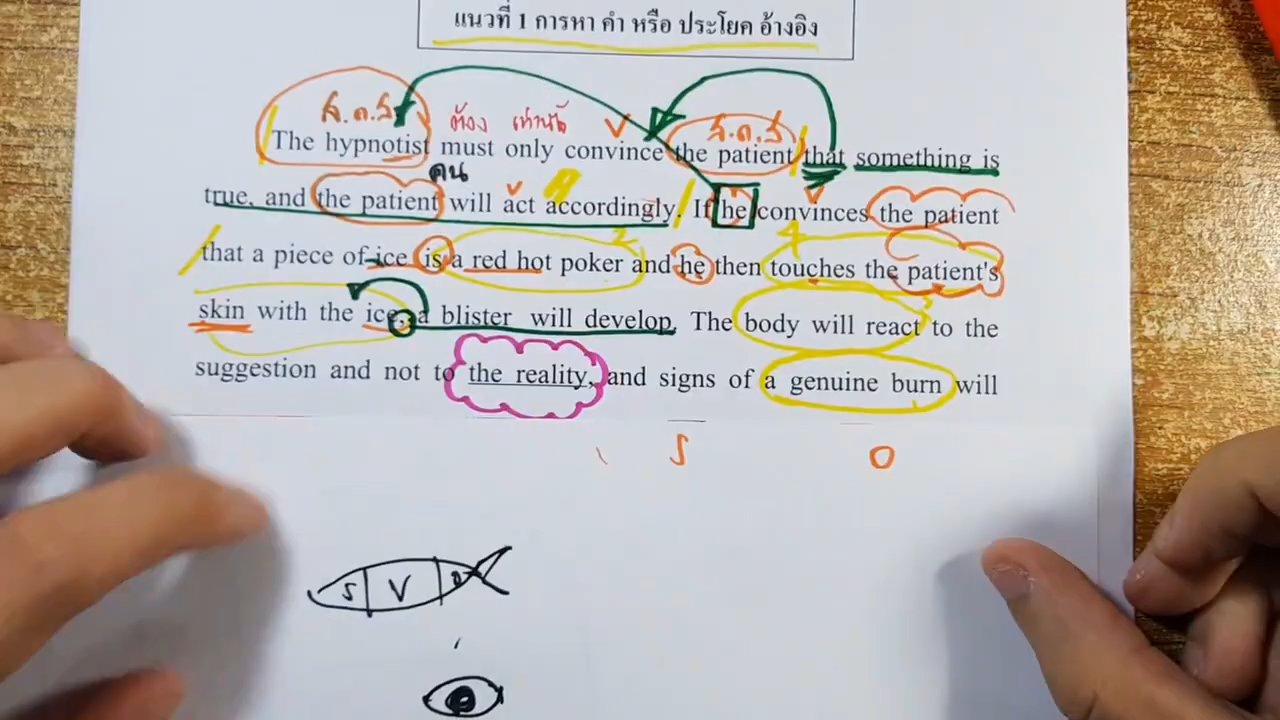 แนวที่ 1 การหา คำ หรือ ประโยค อ้างอิง
ส.ก.ส ต้อง เท่านั้น ส.ก.ส
The hypnotist must only convince the patient that something is
คน
true, and the patient will act accordingly. If he convinces the patient
that a piece of ice is a red hot poker and he then touches the patient's
skin with the ice, a blister will develop. The body will react to the
suggestion and not to the reality, and signs of a genuine burn will
S O
S V O